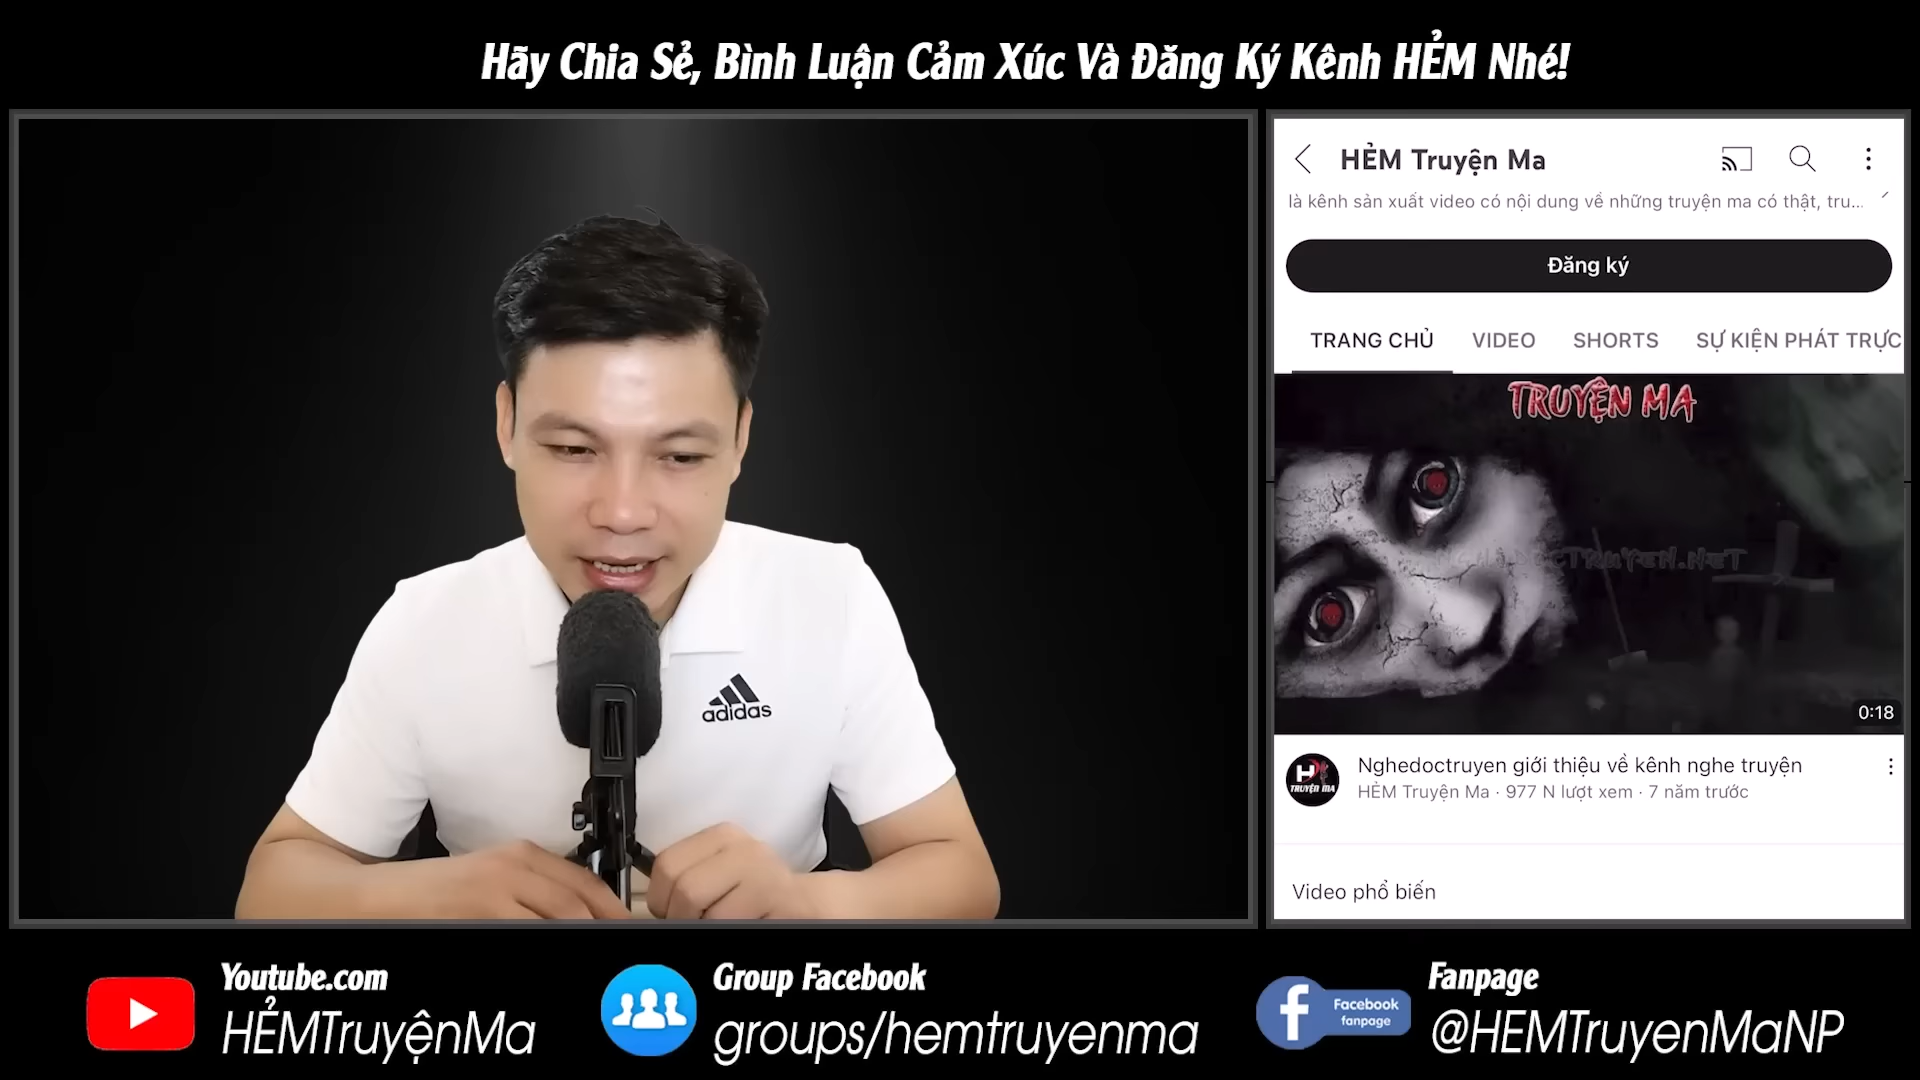 Hãy Chia Sẻ, Bình Luận Cảm Xúc Và Đăng Ký Kênh HẺM Nhé!
HẺM Truyện Ma
là kênh sản xuất video có nội dung về những truyện ma có thật, tru...
Đăng ký
TRANG CHỦ VIDEO SHORTS SỰ KIỆN PHÁT TRỰC
TRUYỆN MA
adidas
0:18
H
TRUYỆN MA
Nghedoctruyen giới thiệu về kênh nghe truyện
HẺM Truyện Ma · 977 N lượt xem · 7 năm trước
Video phổ biến
Youtube.com
HẺMTruyệnMa
Group Facebook
groups/hemtruyenma
f Facebook
fanpage
Fanpage
@HEMTruyenMaNP